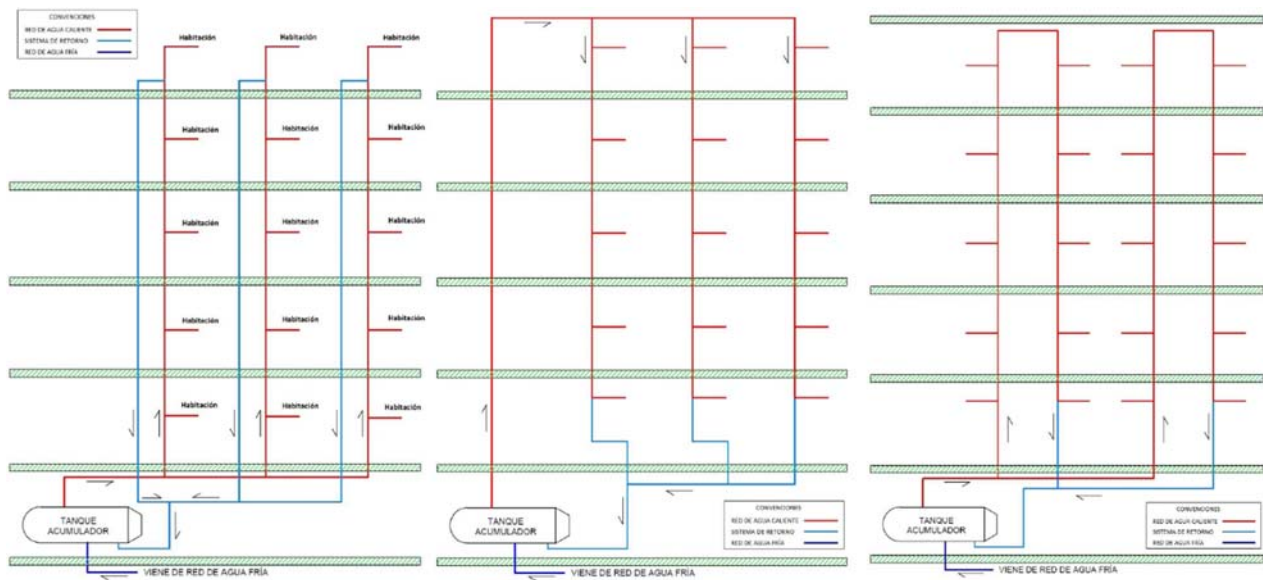 CONVENCIONES
RED DE AGUA CALIENTE
SISTEMA DE RETORNO
RED DE AGUA FRÍA
Habitación Habitación Habitación
Habitación Habitación Habitación
Habitación Habitación Habitación
Habitación Habitación Habitación
Habitación Habitación Habitación
TANQUE
ACUMULADOR
VIENE DE RED DE AGUA FRÍA
CONVENCIONES
RED DE AGUA CALIENTE
SISTEMA DE RETORNO
RED DE AGUA FRÍA
TANQUE
ACUMULADOR
VIENE DE RED DE AGUA FRÍA
CONVENCIONES
RED DE AGUA CALIENTE
SISTEMA DE RETORNO
RED DE AGUA FRÍA
TANQUE
ACUMULADOR
VIENE DE RED DE AGUA FRÍA